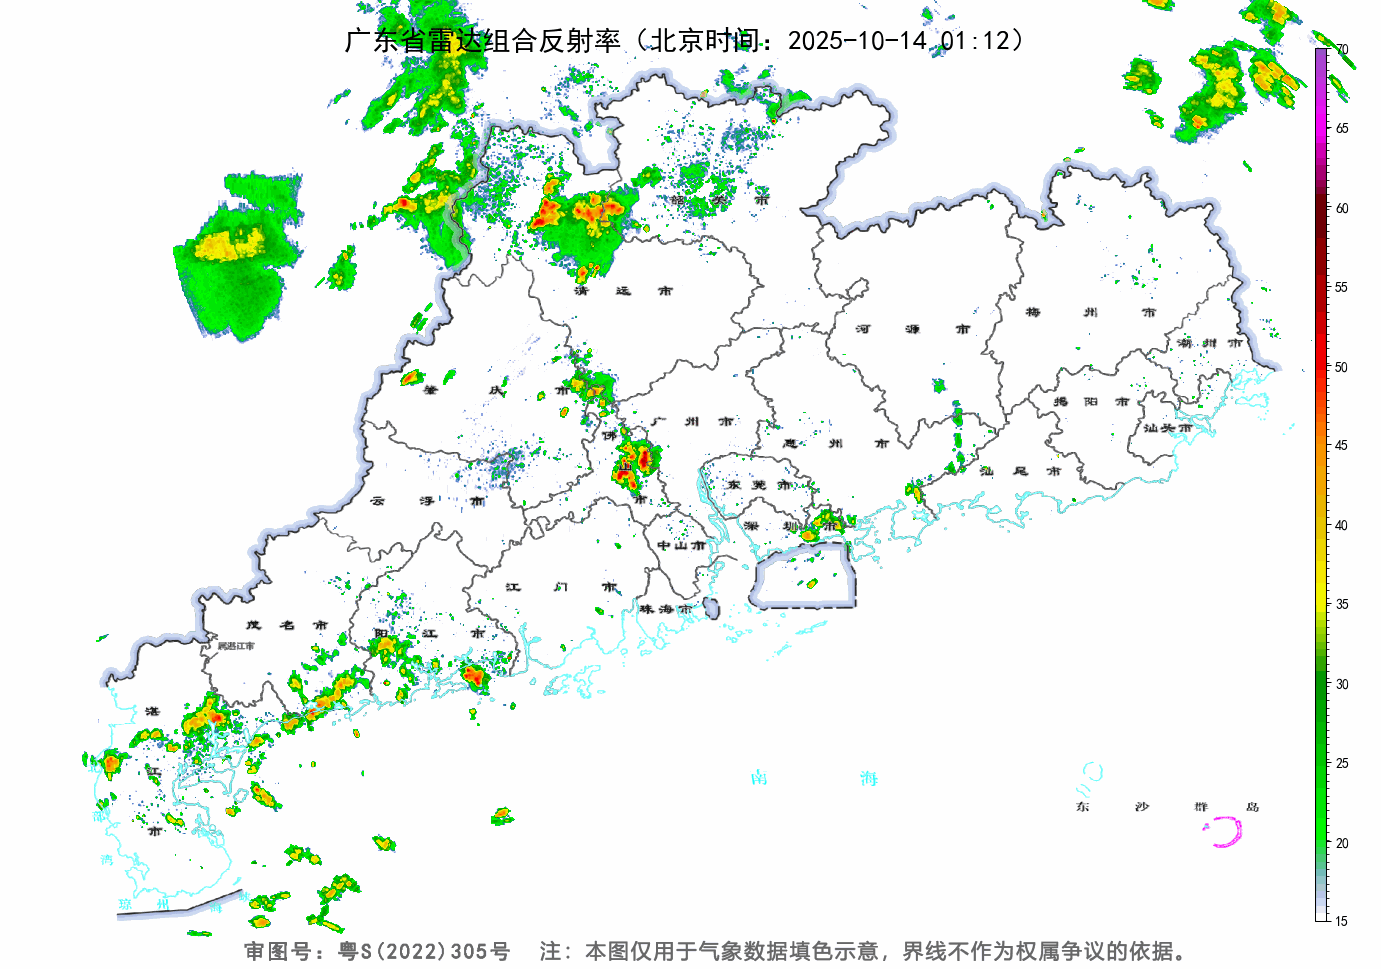 广东省雷达组合反射率（北京时间：2025-10-14 01:12）
70
65
60
55
50
45
40
35
30
25
20
15
韶关市
清远市
河源市
梅州市
潮州市
肇庆市
广州市
佛山市
惠州市
揭阳市
汕头市
汕尾市
云浮市
东莞市
深圳市
中山市
江门市
珠海市
茂名市
阳江市
属湛江市
湛江市
北部湾
琼州海峡
南海
东沙群岛
审图号：粤S(2022)305号 注：本图仅用于气象数据填色示意，界线不作为权属争议的依据。